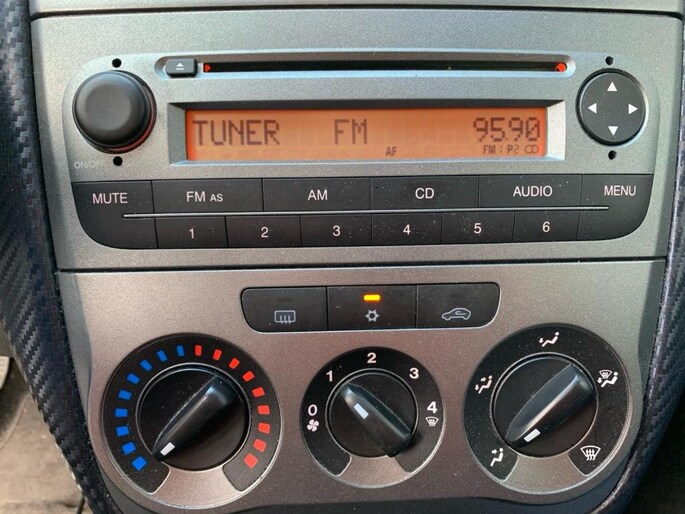 TUNER FM 95.90
AF FM1 P2
ON/OFF
MUTE FM AS AM CD AUDIO MENU
1 2 3 4 5 6
0 1 2 3 4